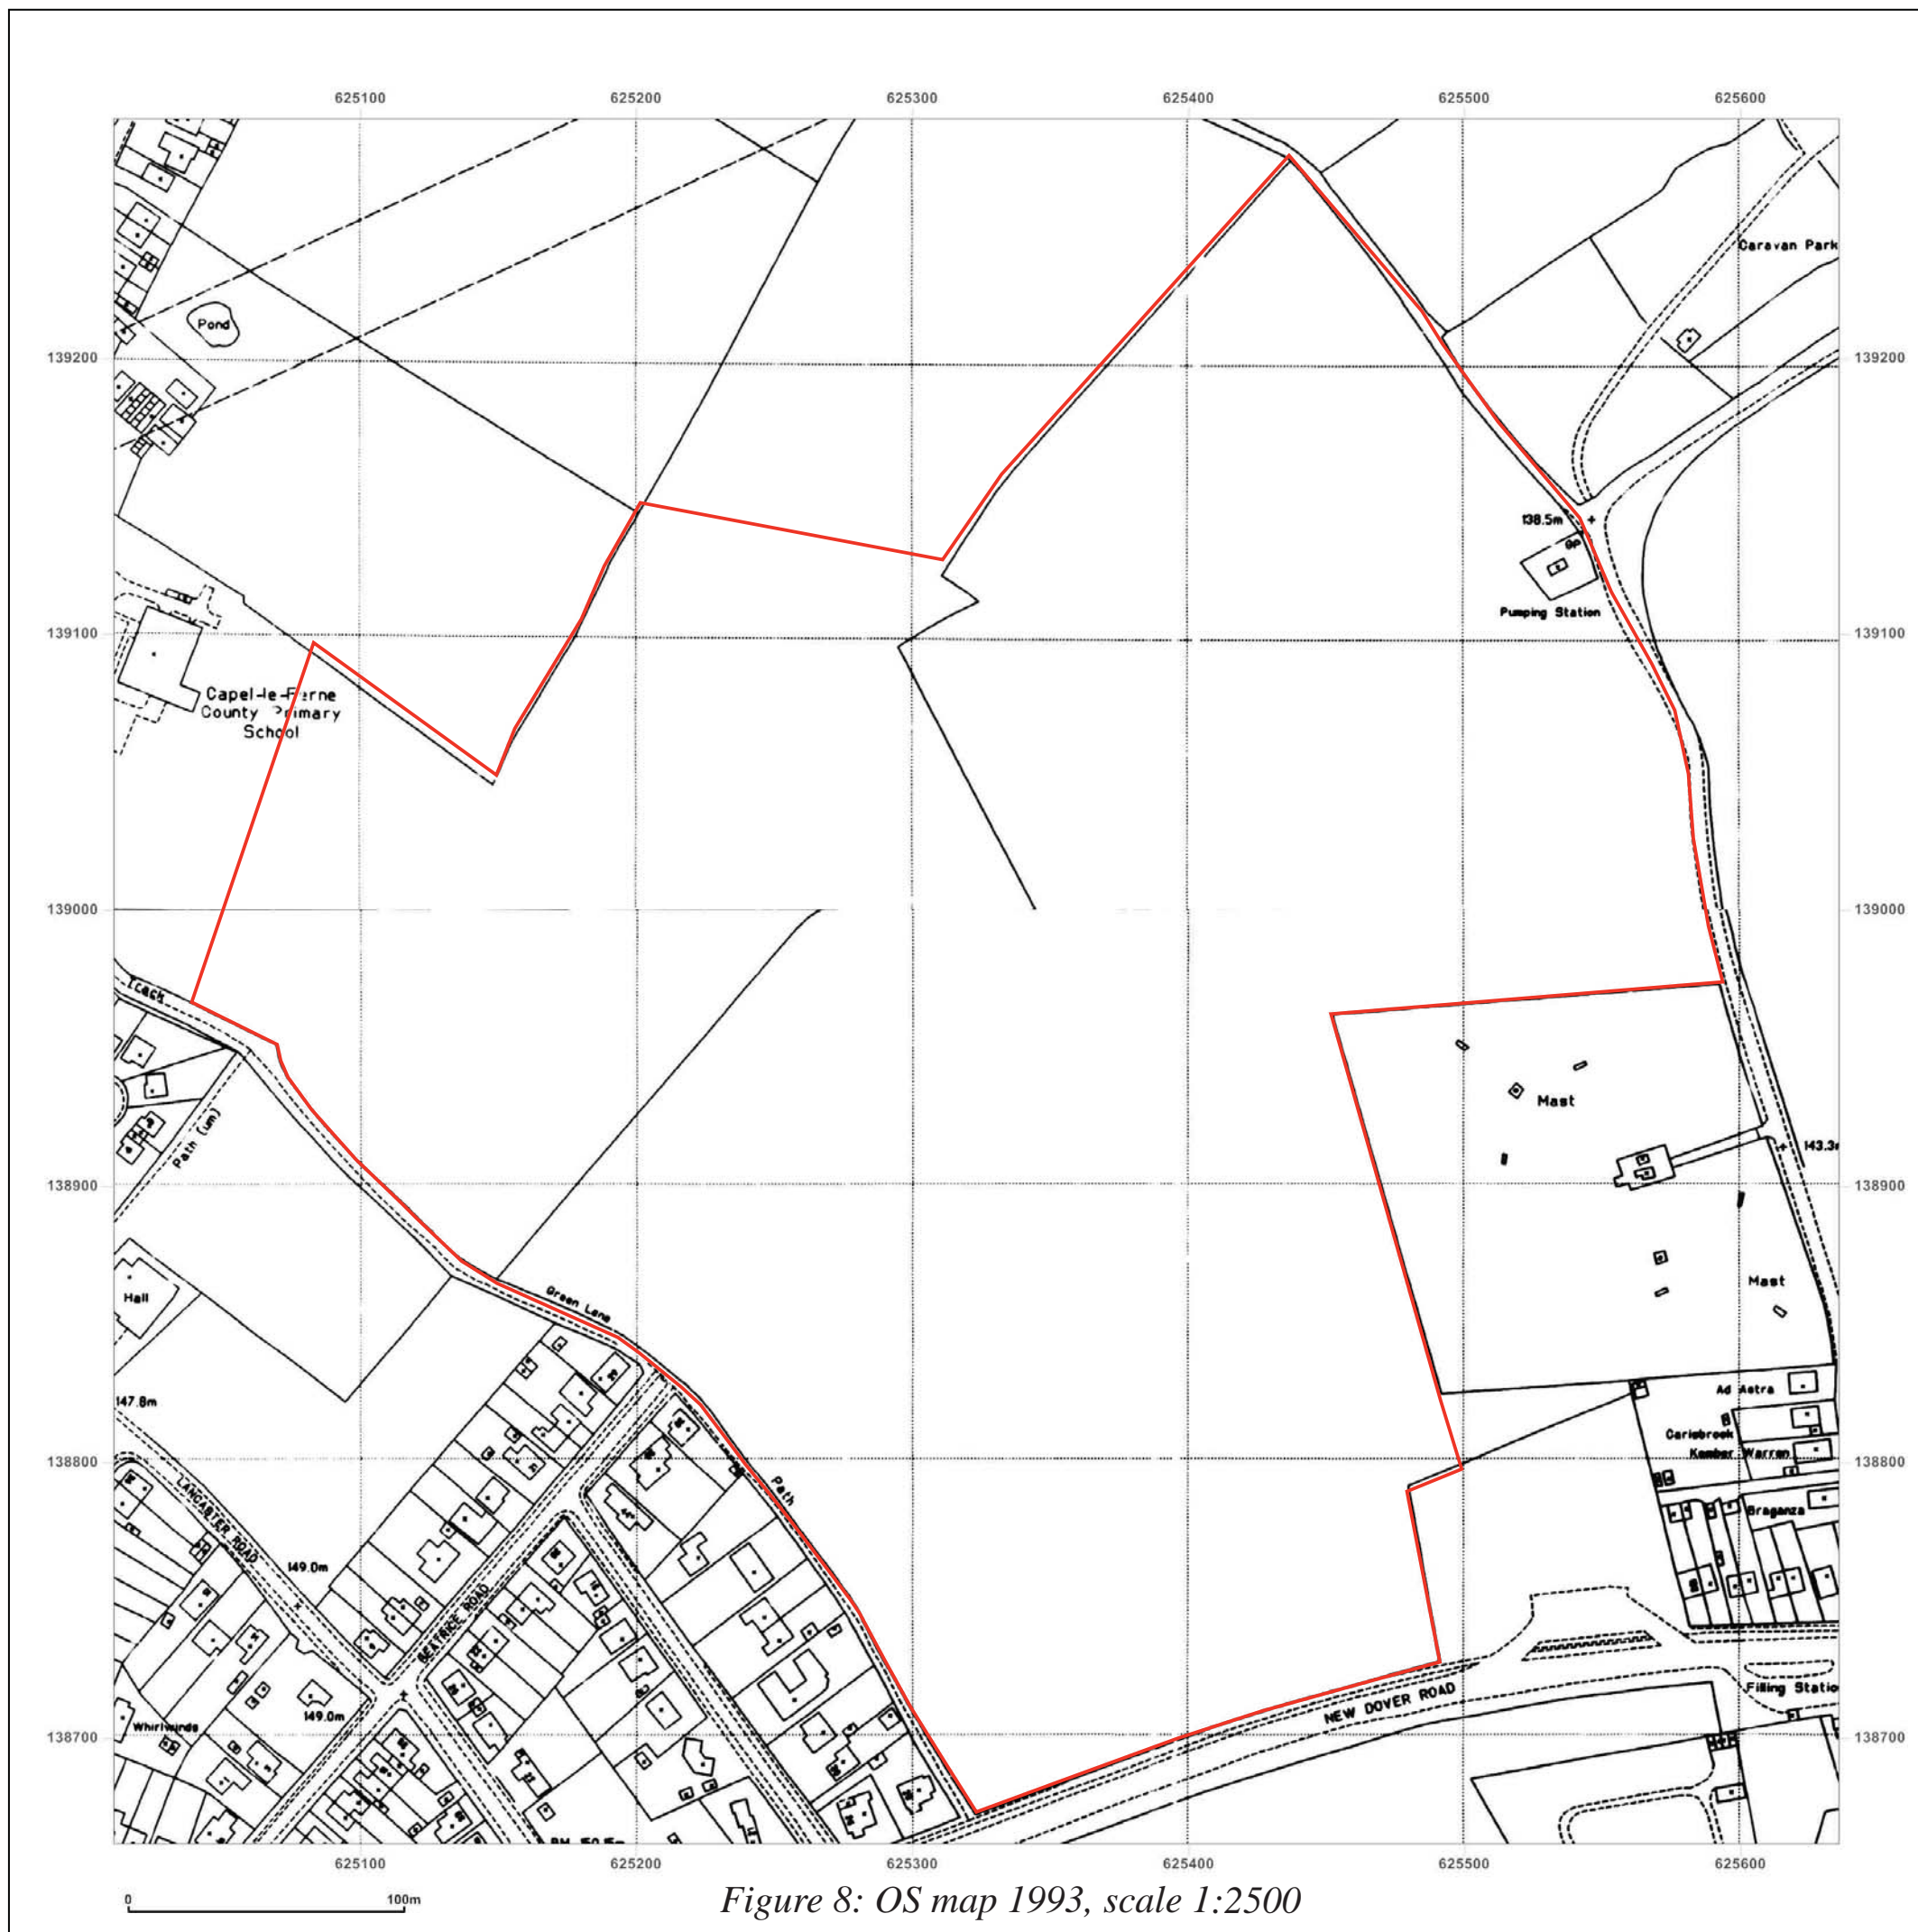 625100 625200 625300 625400 625500 625600
Caravan Park
Pond
139200 139200
138.5m
Pumping Station
139100 139100
Capel-le-Ferne
County Primary
School
139000 139000
Track
Mast
Path (um)
143.3
138900 138900
Mast
Green Lane
Hall
Ad Astra
147.8m
Carisbrook
Kember Warren
138800 138800
Path
Braganza
LANCASTER ROAD
149.0m
BEATRICE ROAD
NEW DOVER ROAD
Filling Statio
149.0m
Whirlwinds
138700 138700
BM 150.15m
625100 625200 625300 625400 625500 625600
0 100m
Figure 8: OS map 1993, scale 1:2500